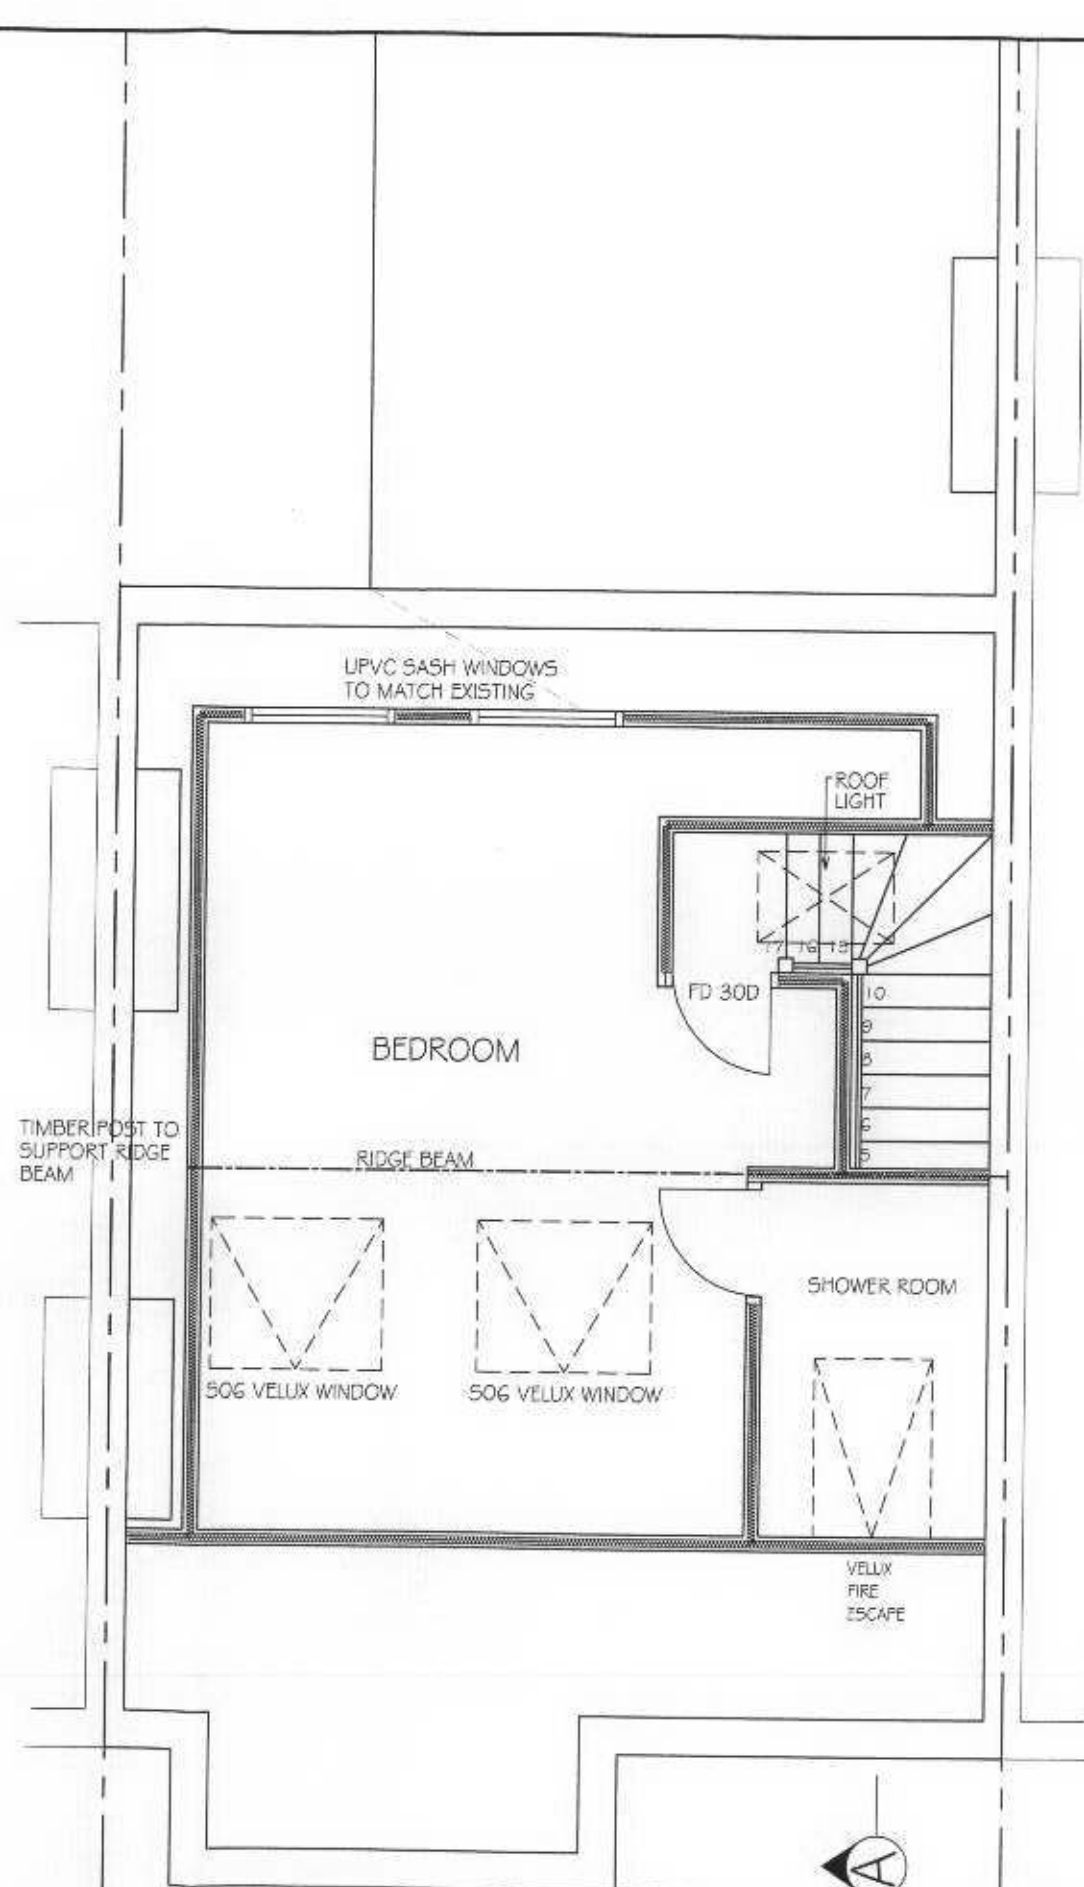 UPVC SASH WINDOWS
TO MATCH EXISTING
ROOF
LIGHT
17 16 15
FD 30D
10
9
8
7
6
5
BEDROOM
TIMBER POST TO
SUPPORT RIDGE
BEAM
RIDGE BEAM
SHOWER ROOM
S06 VELUX WINDOW
S06 VELUX WINDOW
VELUX
FIRE
ESCAPE
A